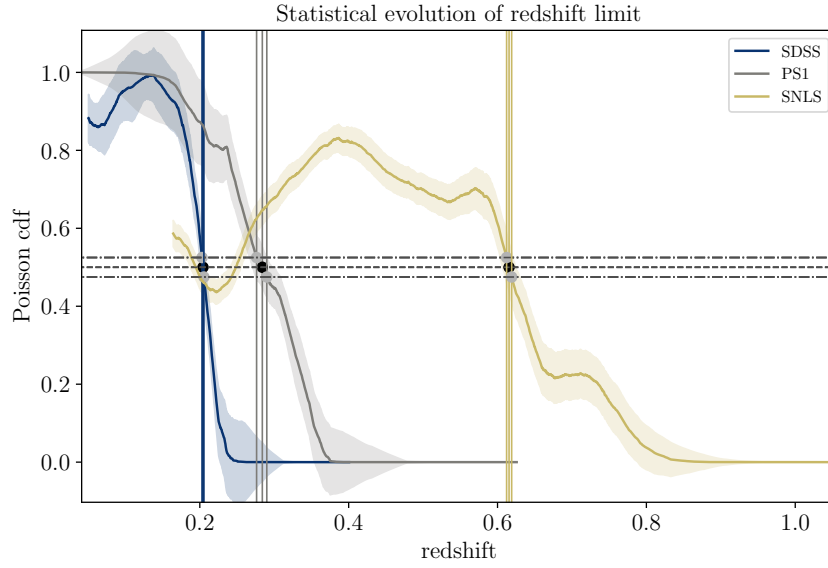 Statistical evolution of redshift limit
SDSS
PS1
SNLS
Poisson cdf
1.0
0.8
0.6
0.4
0.2
0.0
0.2
0.4
0.6
0.8
1.0
redshift